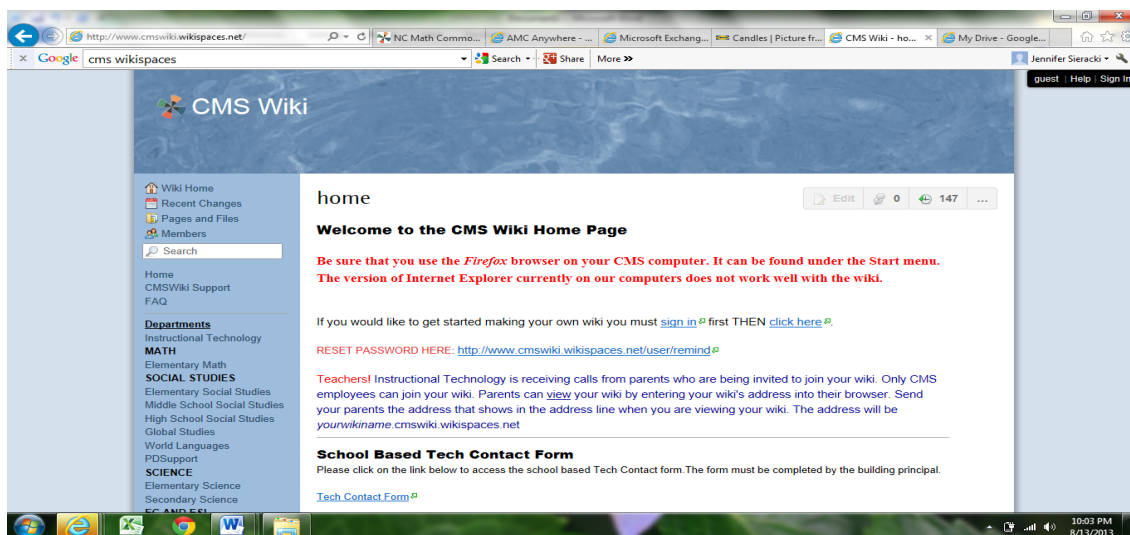 http://www.cmswiki.wikispaces.net/
NC Math Commo...
AMC Anywhere - ...
Microsoft Exchang...
Candles | Picture fr...
CMS Wiki - ho...
My Drive - Google...
Google cms wikispaces
Search
Share
More >>
Jennifer Sieracki
guest | Help | Sign In
CMS Wiki
Wiki Home
Recent Changes
Pages and Files
Members
Search
Home
CMSWiki Support
FAQ
Departments
Instructional Technology
MATH
Elementary Math
SOCIAL STUDIES
Elementary Social Studies
Middle School Social Studies
High School Social Studies
Global Studies
World Languages
PDSupport
SCIENCE
Elementary Science
Secondary Science
EC AND ESL
home
Edit 0 147 ...
Welcome to the CMS Wiki Home Page
Be sure that you use the Firefox browser on your CMS computer. It can be found under the Start menu.
The version of Internet Explorer currently on our computers does not work well with the wiki.
If you would like to get started making your own wiki you must sign in first THEN click here.
RESET PASSWORD HERE: http://www.cmswiki.wikispaces.net/user/remind
Teachers! Instructional Technology is receiving calls from parents who are being invited to join your wiki. Only CMS
employees can join your wiki. Parents can view your wiki by entering your wiki's address into their browser. Send
your parents the address that shows in the address line when you are viewing your wiki. The address will be
yourwikiname.cmswiki.wikispaces.net
School Based Tech Contact Form
Please click on the link below to access the school based Tech Contact form.The form must be completed by the building principal.
Tech Contact Form
10:03 PM
8/13/2013